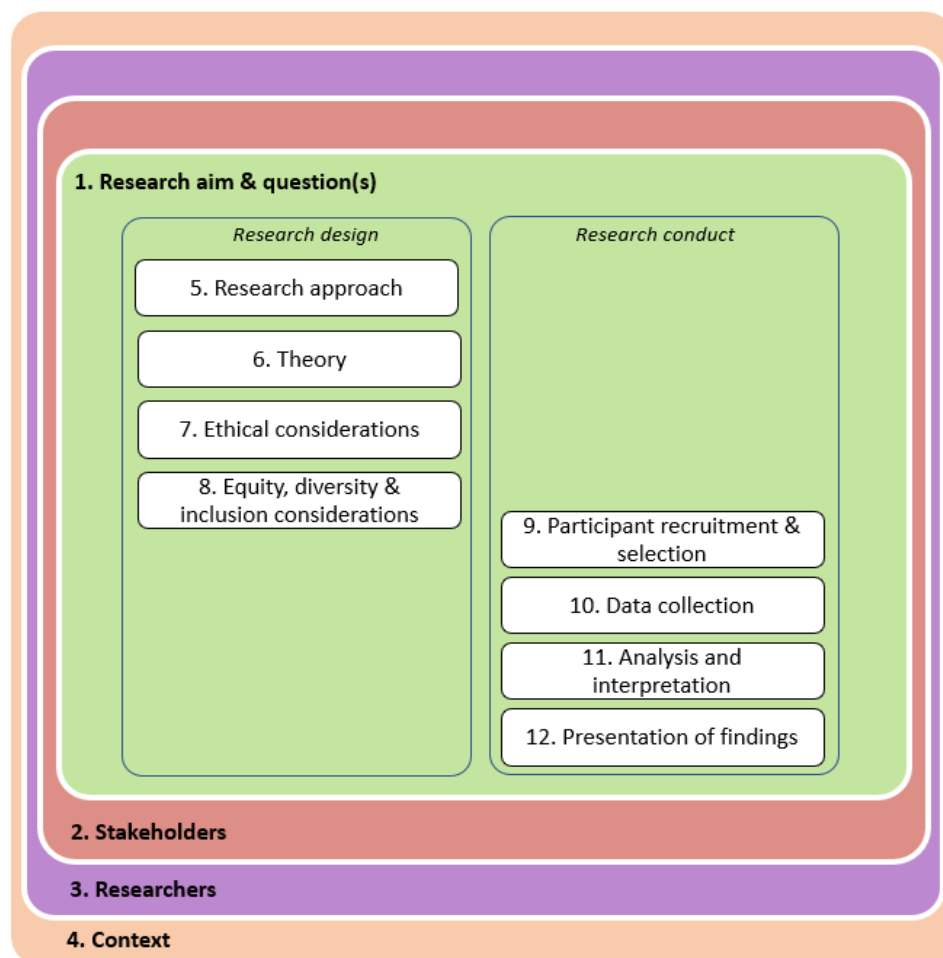 1. Research aim & question(s)
Research design
5. Research approach
6. Theory
7. Ethical considerations
8. Equity, diversity &
inclusion considerations
Research conduct
9. Participant recruitment &
selection
10. Data collection
11. Analysis and
interpretation
12. Presentation of findings
2. Stakeholders
3. Researchers
4. Context